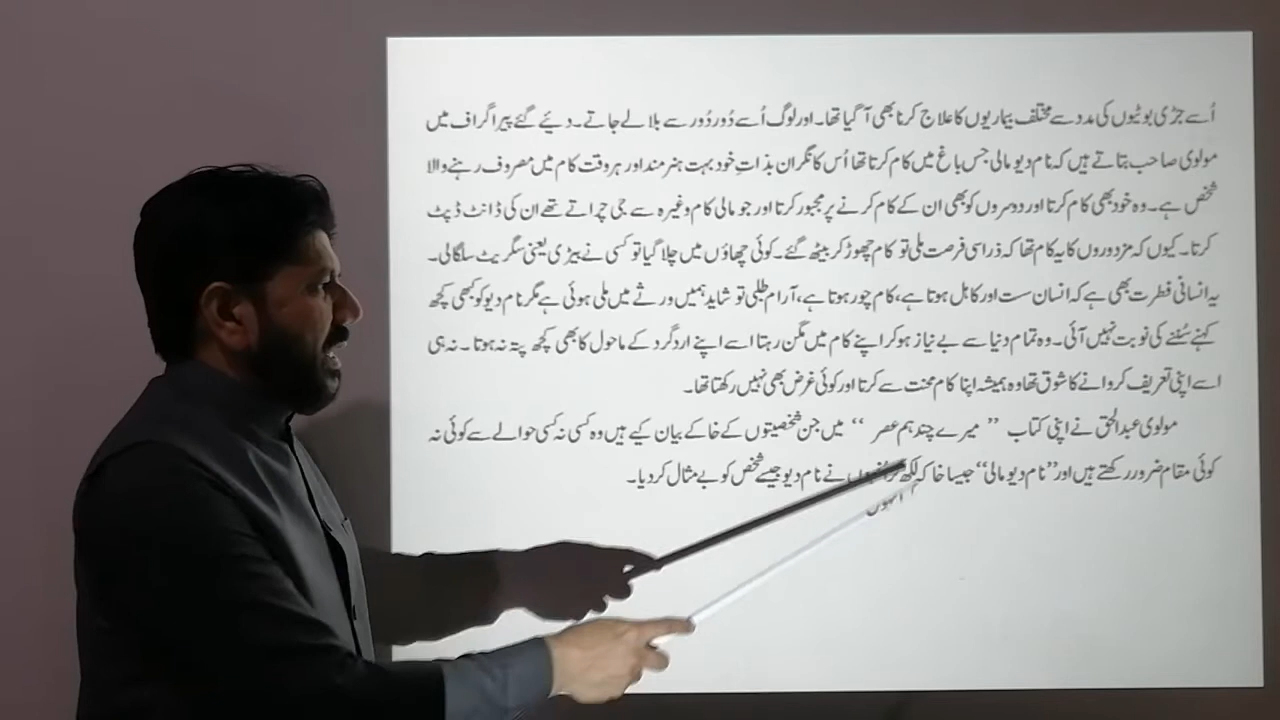 اُسے جڑی بوٹیوں کی مدد سے مختلف بیماریوں کا علاج کرنا بھی آ گیا تھا۔ اور لوگ اُسے دُور دُور سے بلا لے جاتے۔ دیئے گئے پیراگراف میں
مولوی صاحب بتاتے ہیں کہ نام دیو مالی جس باغ میں کام کرتا تھا اُس کا نگران بذاتِ خود بہت ہنر مند اور ہر وقت کام میں مصروف رہنے والا
شخص ہے۔ وہ خود بھی کام کرتا اور دوسروں کو بھی ان کے کام کرنے پر مجبور کرتا اور جو مالی کام وغیرہ سے جی چراتے تھے ان کی ڈانٹ ڈپٹ
کرتا۔ کیوں کہ مزدوروں کا یہ کام تھا کہ ذرا سی فرصت ملی تو کام چھوڑ کر بیٹھ گئے۔ کوئی چھاؤں میں چلا گیا تو کسی نے بیڑی یعنی سگریٹ سلگالی۔
یہ انسانی فطرت بھی ہے کہ انسان سست اور کاہل ہوتا ہے، کام چور ہوتا ہے، آرام طلبی تو شاید ہمیں ورثے میں ملی ہوئی ہے مگر نام دیو کو کبھی کچھ
کہنے سُننے کی نوبت نہیں آئی۔ وہ تمام دنیا سے بے نیاز ہو کر اپنے کام میں مگن رہتا اسے اپنے ارد گرد کے ماحول کا بھی کچھ پتہ نہ ہوتا۔ نہ ہی
اسے اپنی تعریف کروانے کا شوق تھا وہ ہمیشہ اپنا کام محنت سے کرتا اور کوئی غرض بھی نہیں رکھتا تھا۔
مولوی عبدالحق نے اپنی کتاب ”میرے چند ہم عصر“ میں جن شخصیتوں کے خاکے بیان کیے ہیں وہ کسی نہ کسی حوالے سے کوئی نہ
کوئی مقام ضرور رکھتے ہیں اور ”نام دیو مالی“ جیسا خاکہ لکھ کر انہوں نے نام دیو جیسے شخص کو بے مثال کر دیا۔